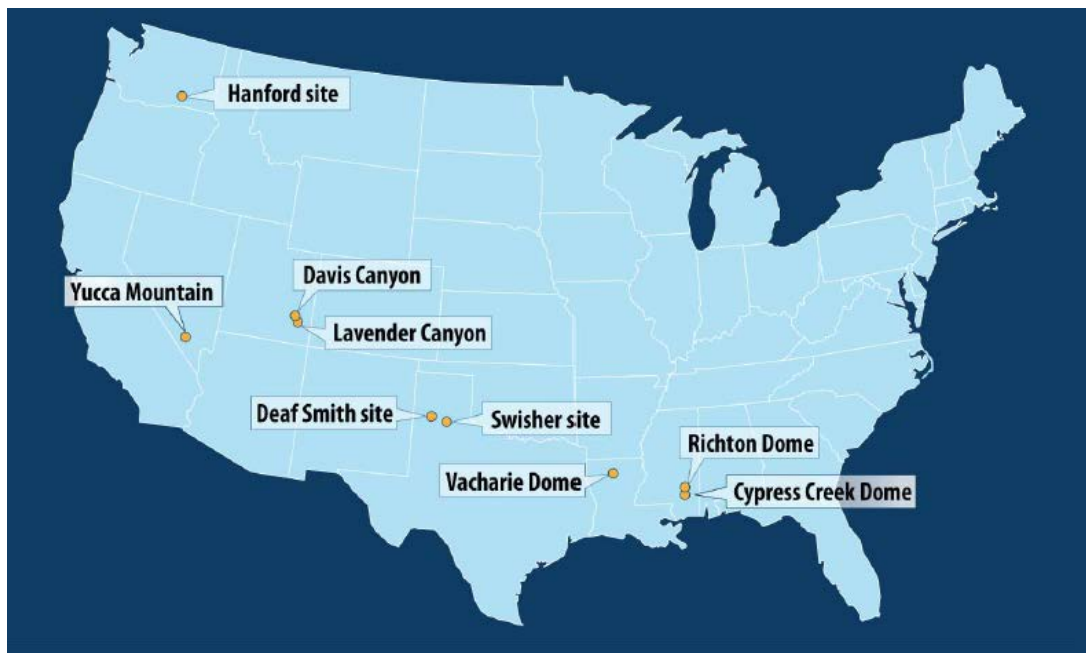 Hanford site
Davis Canyon
Yucca Mountain
Lavender Canyon
Deaf Smith site
Swisher site
Richton Dome
Vacharie Dome
Cypress Creek Dome